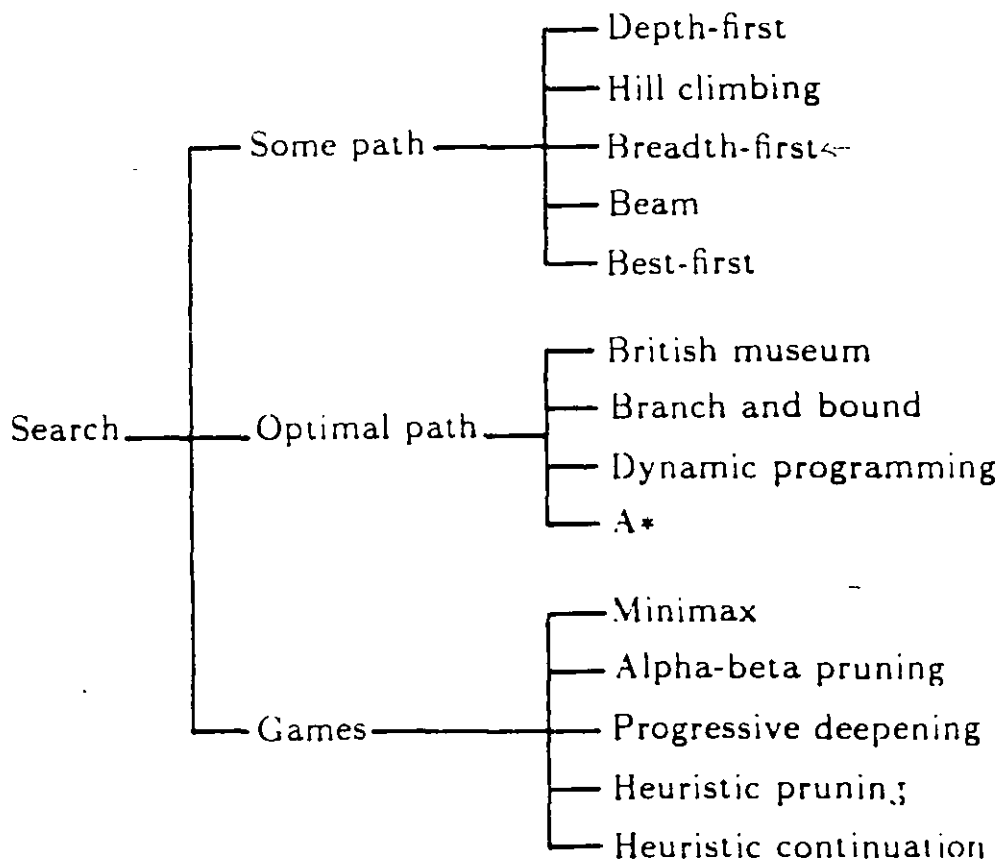 Depth-first
Hill climbing
Some path
Breadth-first
Beam
Best-first
British museum
Branch and bound
Search
Optimal path
Dynamic programming
A*
Minimax
Alpha-beta pruning
Games
Progressive deepening
Heuristic pruning
Heuristic continuation